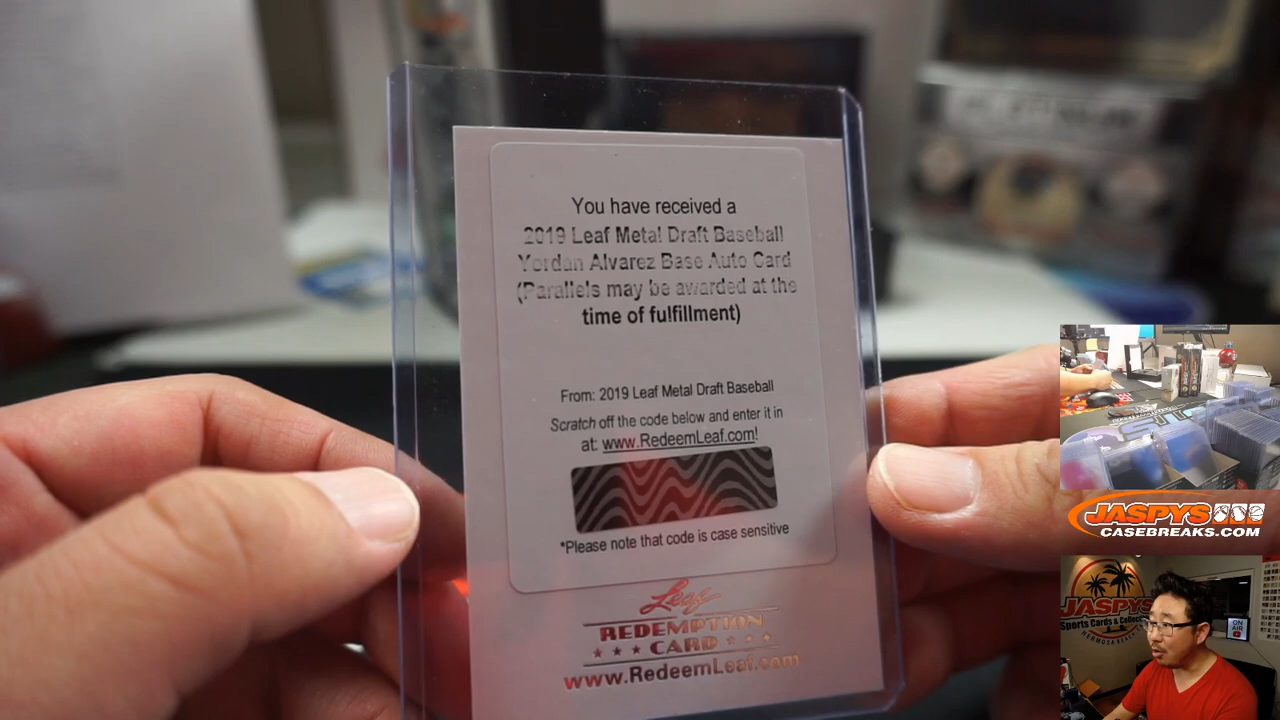 You have received a
2019 Leaf Metal Draft Baseball
Yordan Alvarez Base Auto Card
(Parallels may be awarded at the
time of fulfillment)
From: 2019 Leaf Metal Draft Baseball
Scratch off the code below and enter it in
at: www.RedeemLeaf.com!
*Please note that code is case sensitive
Leaf
REDEMPTION
CARD
www.RedeemLeaf.com
JASPYS
CASEBREAKS.COM
JASPYS
Sports Cards & Collec
HERMOSA BEACH
ON
AIR